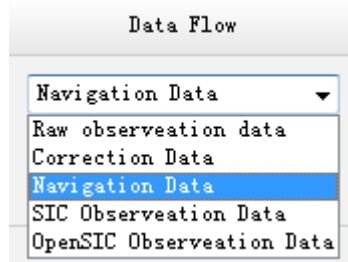 Data Flow
Navigation Data
Raw observeation data
Correction Data
Navigation Data
SIC Observeation Data
OpenSIC Observeation Data